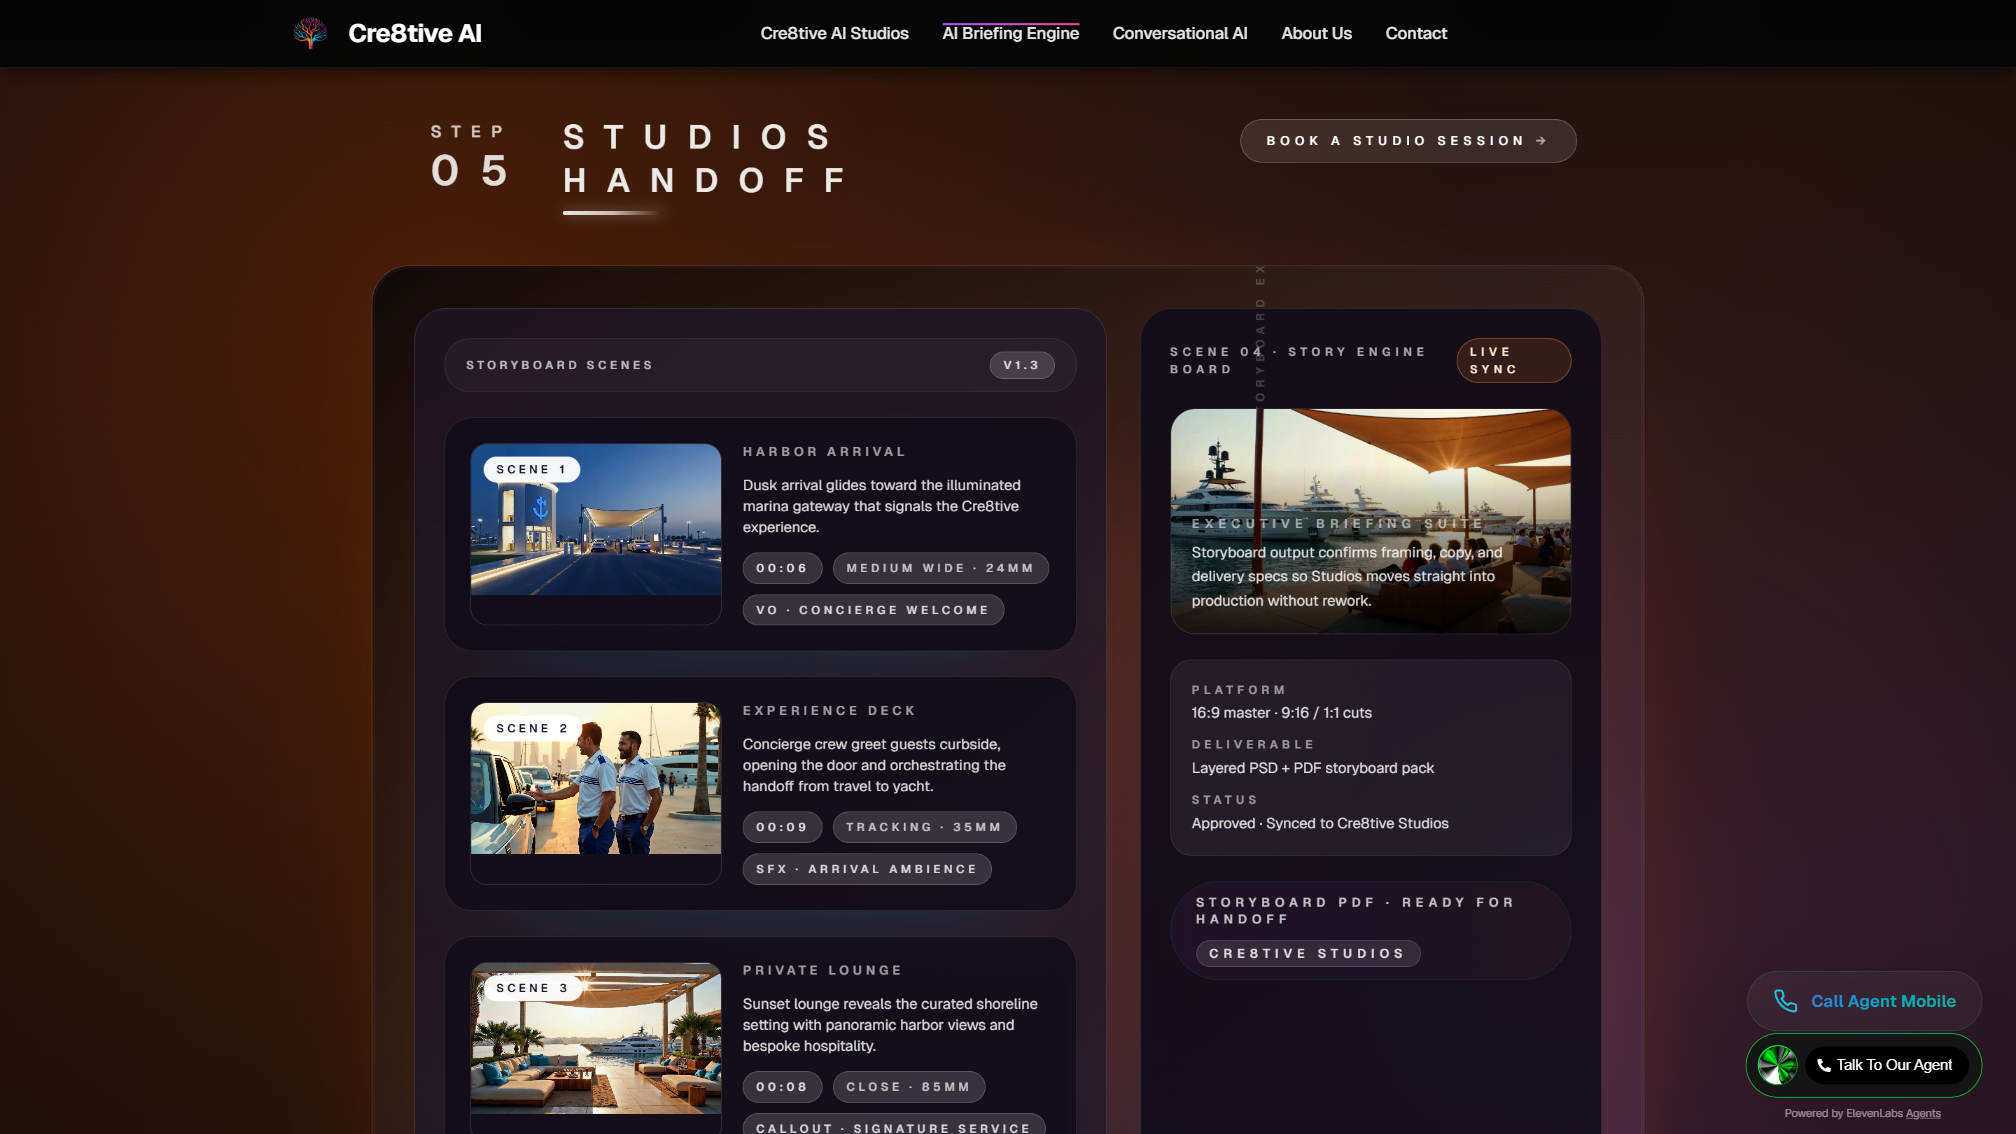 Cre8tive AI
Cre8tive AI Studios
AI Briefing Engine
Conversational AI
About Us
Contact
STEP
05
STUDIOS
HANDOFF
BOOK A STUDIO SESSION →
STORYBOARD SCENES
V1.3
SCENE 1
HARBOR ARRIVAL
Dusk arrival glides toward the illuminated
marina gateway that signals the Cre8tive
experience.
00:06
MEDIUM WIDE · 24MM
VO · CONCIERGE WELCOME
SCENE 2
EXPERIENCE DECK
Concierge crew greet guests curbside,
opening the door and orchestrating the
handoff from travel to yacht.
00:09
TRACKING · 35MM
SFX · ARRIVAL AMBIENCE
SCENE 3
PRIVATE LOUNGE
Sunset lounge reveals the curated shoreline
setting with panoramic harbor views and
bespoke hospitality.
00:08
CLOSE · 85MM
CALLOUT · SIGNATURE SERVICE
SCENE 04 · STORY ENGINE
BOARD
LIVE
SYNC
EXECUTIVE BRIEFING SUITE
Storyboard output confirms framing, copy, and
delivery specs so Studios moves straight into
production without rework.
PLATFORM
16:9 master · 9:16 / 1:1 cuts
DELIVERABLE
Layered PSD + PDF storyboard pack
STATUS
Approved · Synced to Cre8tive Studios
STORYBOARD PDF · READY FOR
HANDOFF
CRE8TIVE STUDIOS
Call Agent Mobile
Talk To Our Agent
Powered by ElevenLabs Agents